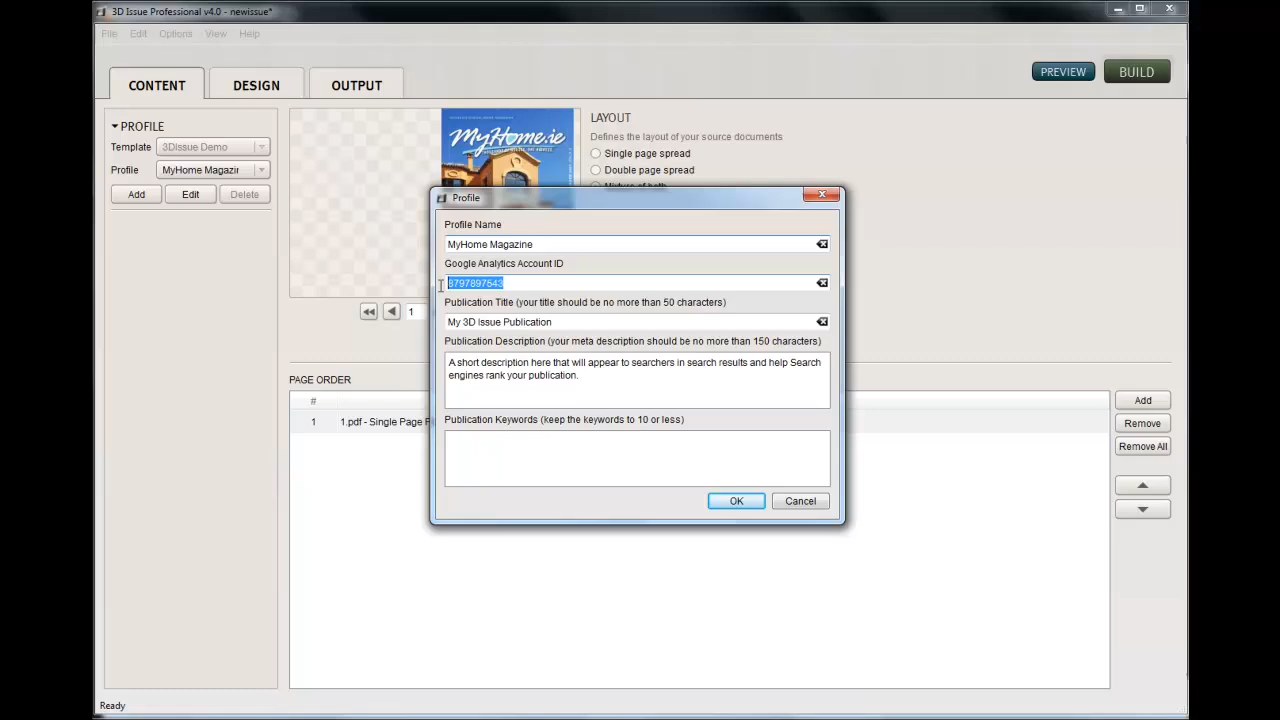 3D Issue Professional v4.0 - newissue*
File Edit Options View Help
CONTENT DESIGN OUTPUT
PREVIEW BUILD
PROFILE
Template 3DIssue Demo
Profile MyHome Magazir
Add Edit Delete
MyHome.ie
LAYOUT
Defines the layout of your source documents
Single page spread
Double page spread
Mixture of both
Profile
Profile Name
MyHome Magazine
Google Analytics Account ID
8797897543
Publication Title (your title should be no more than 50 characters)
My 3D Issue Publication
Publication Description (your meta description should be no more than 150 characters)
A short description here that will appear to searchers in search results and help Search
engines rank your publication.
Publication Keywords (keep the keywords to 10 or less)
OK Cancel
1
PAGE ORDER
#
1 1.pdf - Single Page
Add
Remove
Remove All
Ready